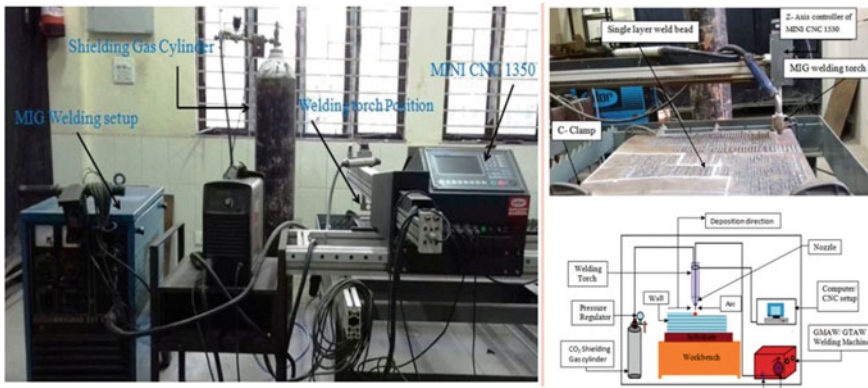 Shielding Gas Cylinder
MINI CNC 1350
Welding torch Position
MIG Welding setup
Single layer weld bead
Z- Axis controller of
MINI CNC 1530
MIG welding torch
C- Clamp
Deposition direction
Nozzle
Welding
Torch
Wall
Arc
Computer
CNC setup
Pressure
Regulator
GMAW/ GTAW
Welding Machine
CO₂ Shielding
Gas cylinder
Workbench